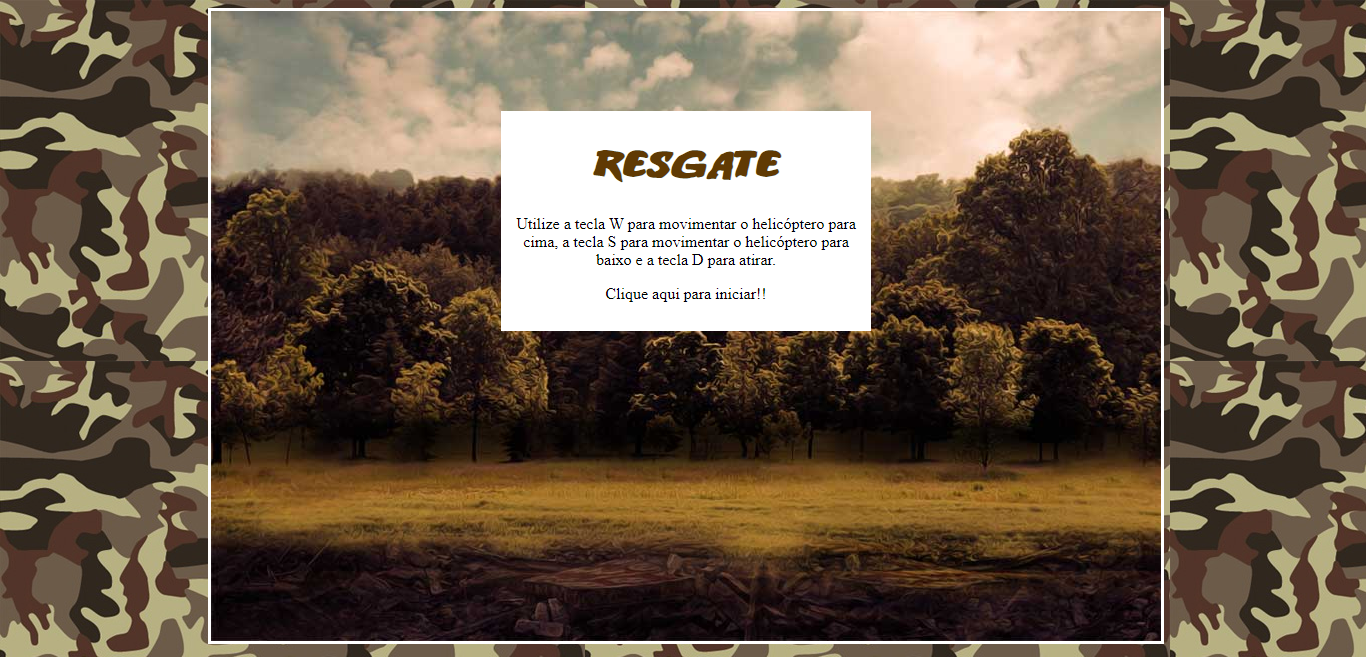 RESGATE
Utilize a tecla W para movimentar o helicóptero para
cima, a tecla S para movimentar o helicóptero para
baixo e a tecla D para atirar.
Clique aqui para iniciar!!